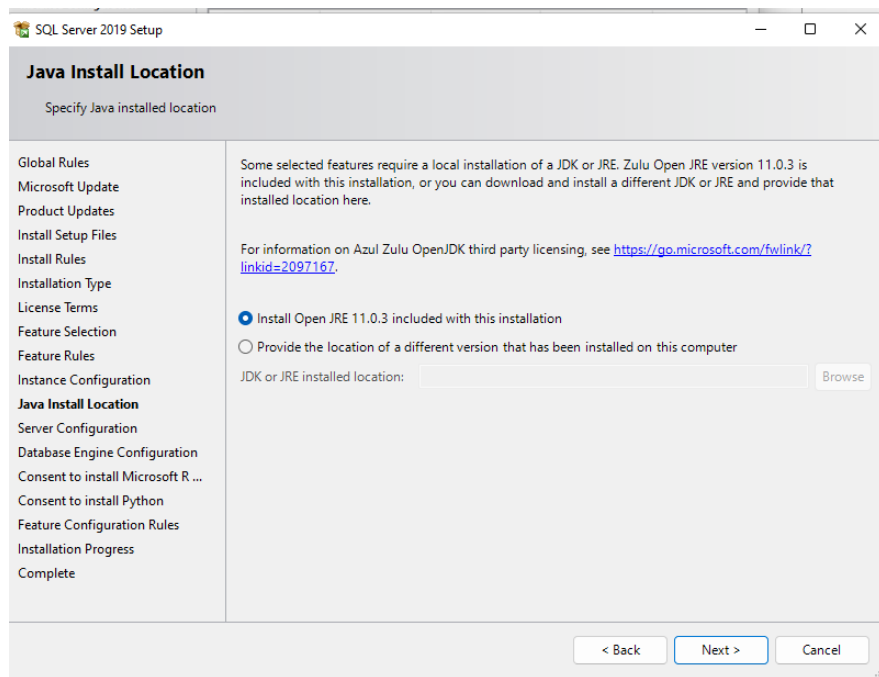 SQL Server 2019 Setup
Java Install Location
Specify Java installed location
Global Rules
Microsoft Update
Product Updates
Install Setup Files
Install Rules
Installation Type
License Terms
Feature Selection
Feature Rules
Instance Configuration
Java Install Location
Server Configuration
Database Engine Configuration
Consent to install Microsoft R ...
Consent to install Python
Feature Configuration Rules
Installation Progress
Complete
Some selected features require a local installation of a JDK or JRE. Zulu Open JRE version 11.0.3 is
included with this installation, or you can download and install a different JDK or JRE and provide that
installed location here.
For information on Azul Zulu OpenJDK third party licensing, see https://go.microsoft.com/fwlink/?
linkid=2097167.
Install Open JRE 11.0.3 included with this installation
Provide the location of a different version that has been installed on this computer
JDK or JRE installed location:
Browse
< Back
Next >
Cancel